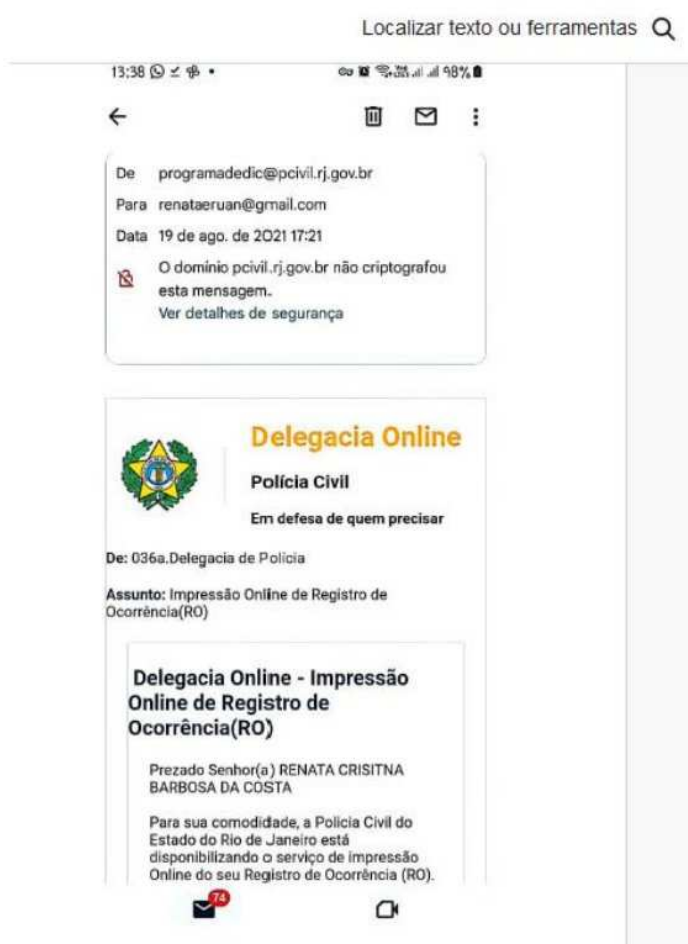 Localizar texto ou ferramentas
13:38
98%
De programadedic@pcivil.rj.gov.br
Para renataeruan@gmail.com
Data 19 de ago. de 2021 17:21
O domínio pcivil.rj.gov.br não criptografou
esta mensagem.
Ver detalhes de segurança
Delegacia Online
Polícia Civil
Em defesa de quem precisar
De: 036a.Delegacia de Polícia
Assunto: Impressão Online de Registro de
Ocorrência(RO)
Delegacia Online - Impressão
Online de Registro de
Ocorrência(RO)
Prezado Senhor(a) RENATA CRISITNA
BARBOSA DA COSTA
Para sua comodidade, a Polícia Civil do
Estado do Rio de Janeiro está
disponibilizando o serviço de impressão
Online do seu Registro de Ocorrência (RO).
74